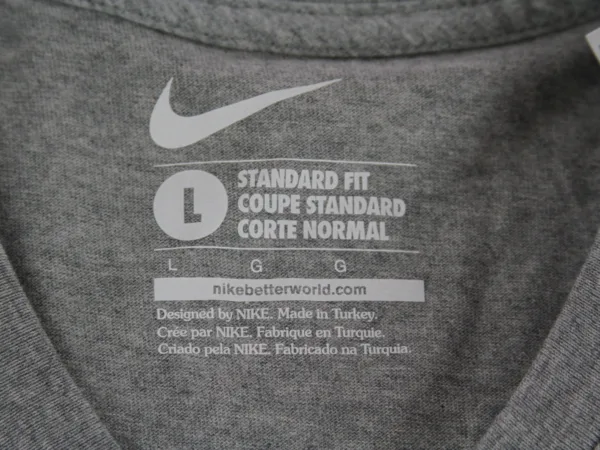 L
STANDARD FIT
COUPE STANDARD
CORTE NORMAL
L G G
nikebetterworld.com
Designed by NIKE. Made in Turkey.
Crée par NIKE. Fabrique en Turquie.
Criado pela NIKE. Fabricado na Turquia.